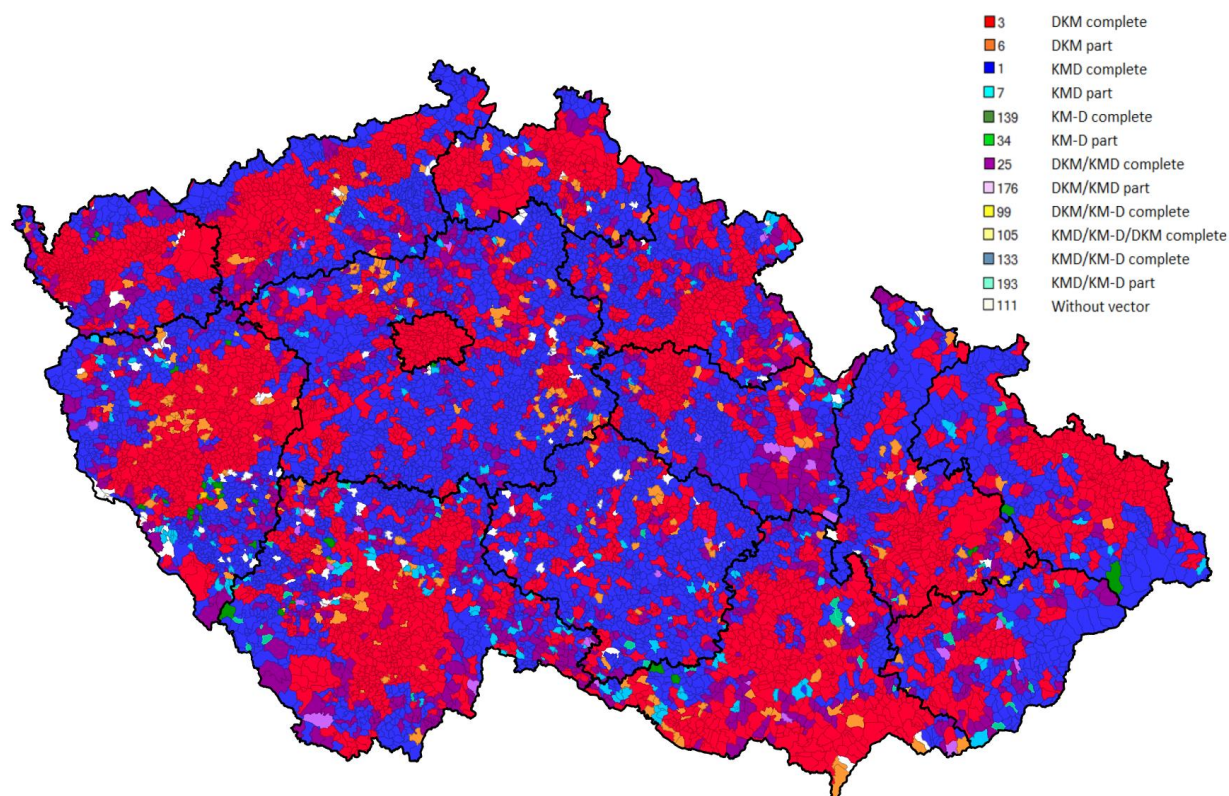 3 DKM complete
6 DKM part
1 KMD complete
7 KMD part
139 KM-D complete
34 KM-D part
25 DKM/KMD complete
176 DKM/KMD part
99 DKM/KM-D complete
105 KMD/KM-D/DKM complete
133 KMD/KM-D complete
193 KMD/KM-D part
111 Without vector